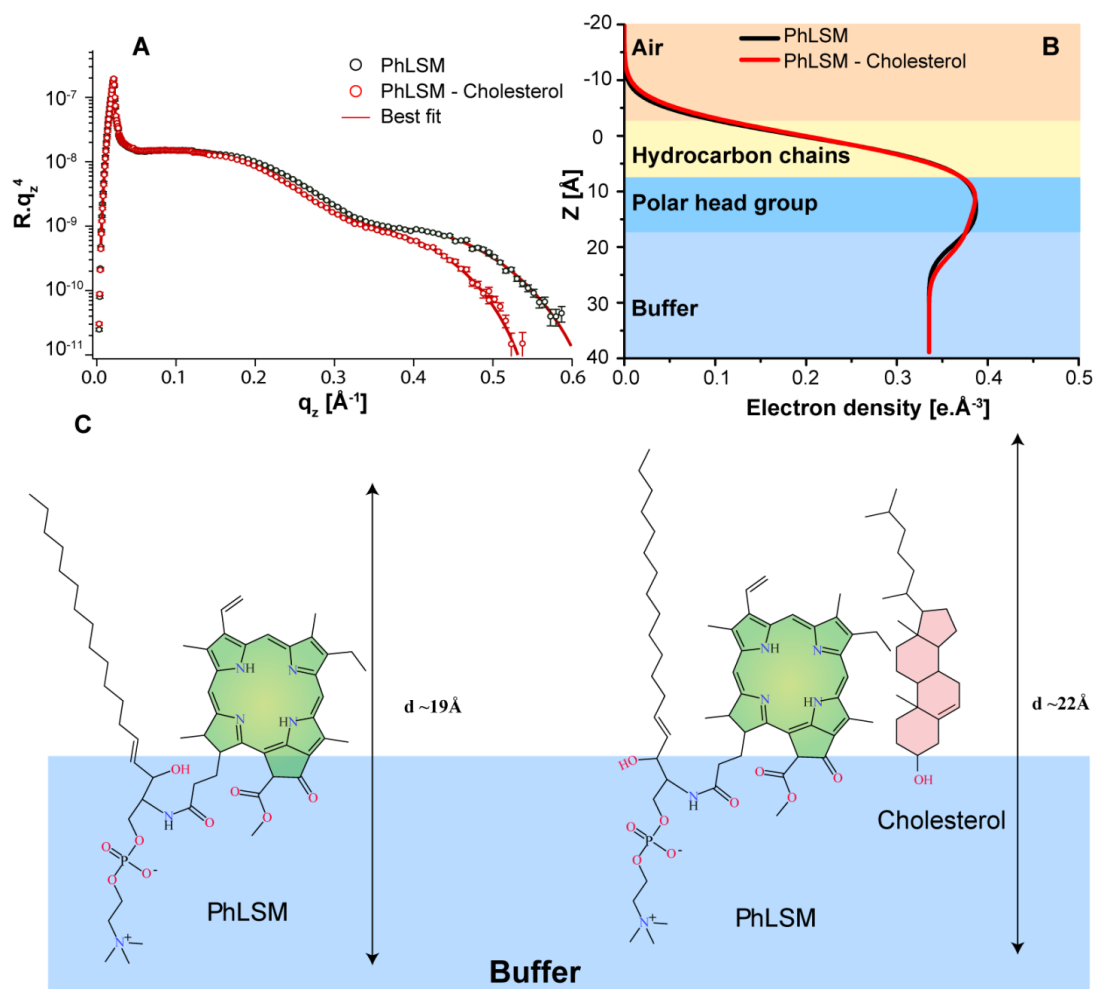 A
PhLSM
PhLSM - Cholesterol
Best fit
R.q_z^4
10^-7
10^-8
10^-9
10^-10
10^-11
0.0 0.1 0.2 0.3 0.4 0.5 0.6
q_z [Å^-1]
B
Air
PhLSM
PhLSM - Cholesterol
Hydrocarbon chains
Polar head group
Buffer
Z [Å]
-20
-10
0
10
20
30
40
0.0 0.1 0.2 0.3 0.4 0.5
Electron density [e.Å^-3]
C
NH N
N HN
OH
O O
N
H
O
O
O
O
P
O-
O
N+
d ~19Å
PhLSM
NH N
N HN
HO
O O
N
H
O
O
O
O
P
O-
O
N+
PhLSM
OH
Cholesterol
d ~22Å
Buffer